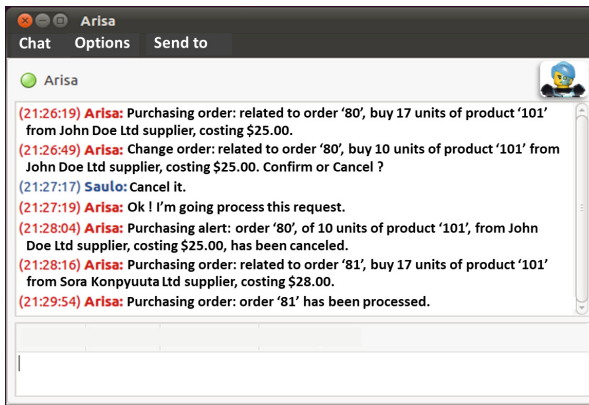 Arisa
Chat Options Send to
Arisa
(21:26:19) Arisa: Purchasing order: related to order ‘80’, buy 17 units of product ‘101’
from John Doe Ltd supplier, costing $25.00.
(21:26:49) Arisa: Change order: related to order ‘80’, buy 10 units of product ‘101’ from
John Doe Ltd supplier, costing $25.00. Confirm or Cancel ?
(21:27:17) Saulo: Cancel it.
(21:27:19) Arisa: Ok ! I’m going process this request.
(21:28:04) Arisa: Purchasing alert: order ‘80’, of 10 units of product ‘101’, from John
Doe Ltd supplier, costing $25.00, has been canceled.
(21:28:16) Arisa: Purchasing order: related to order ‘81’, buy 17 units of product ‘101’
from Sora Konpyuuta Ltd supplier, costing $28.00.
(21:29:54) Arisa: Purchasing order: order ‘81’ has been processed.